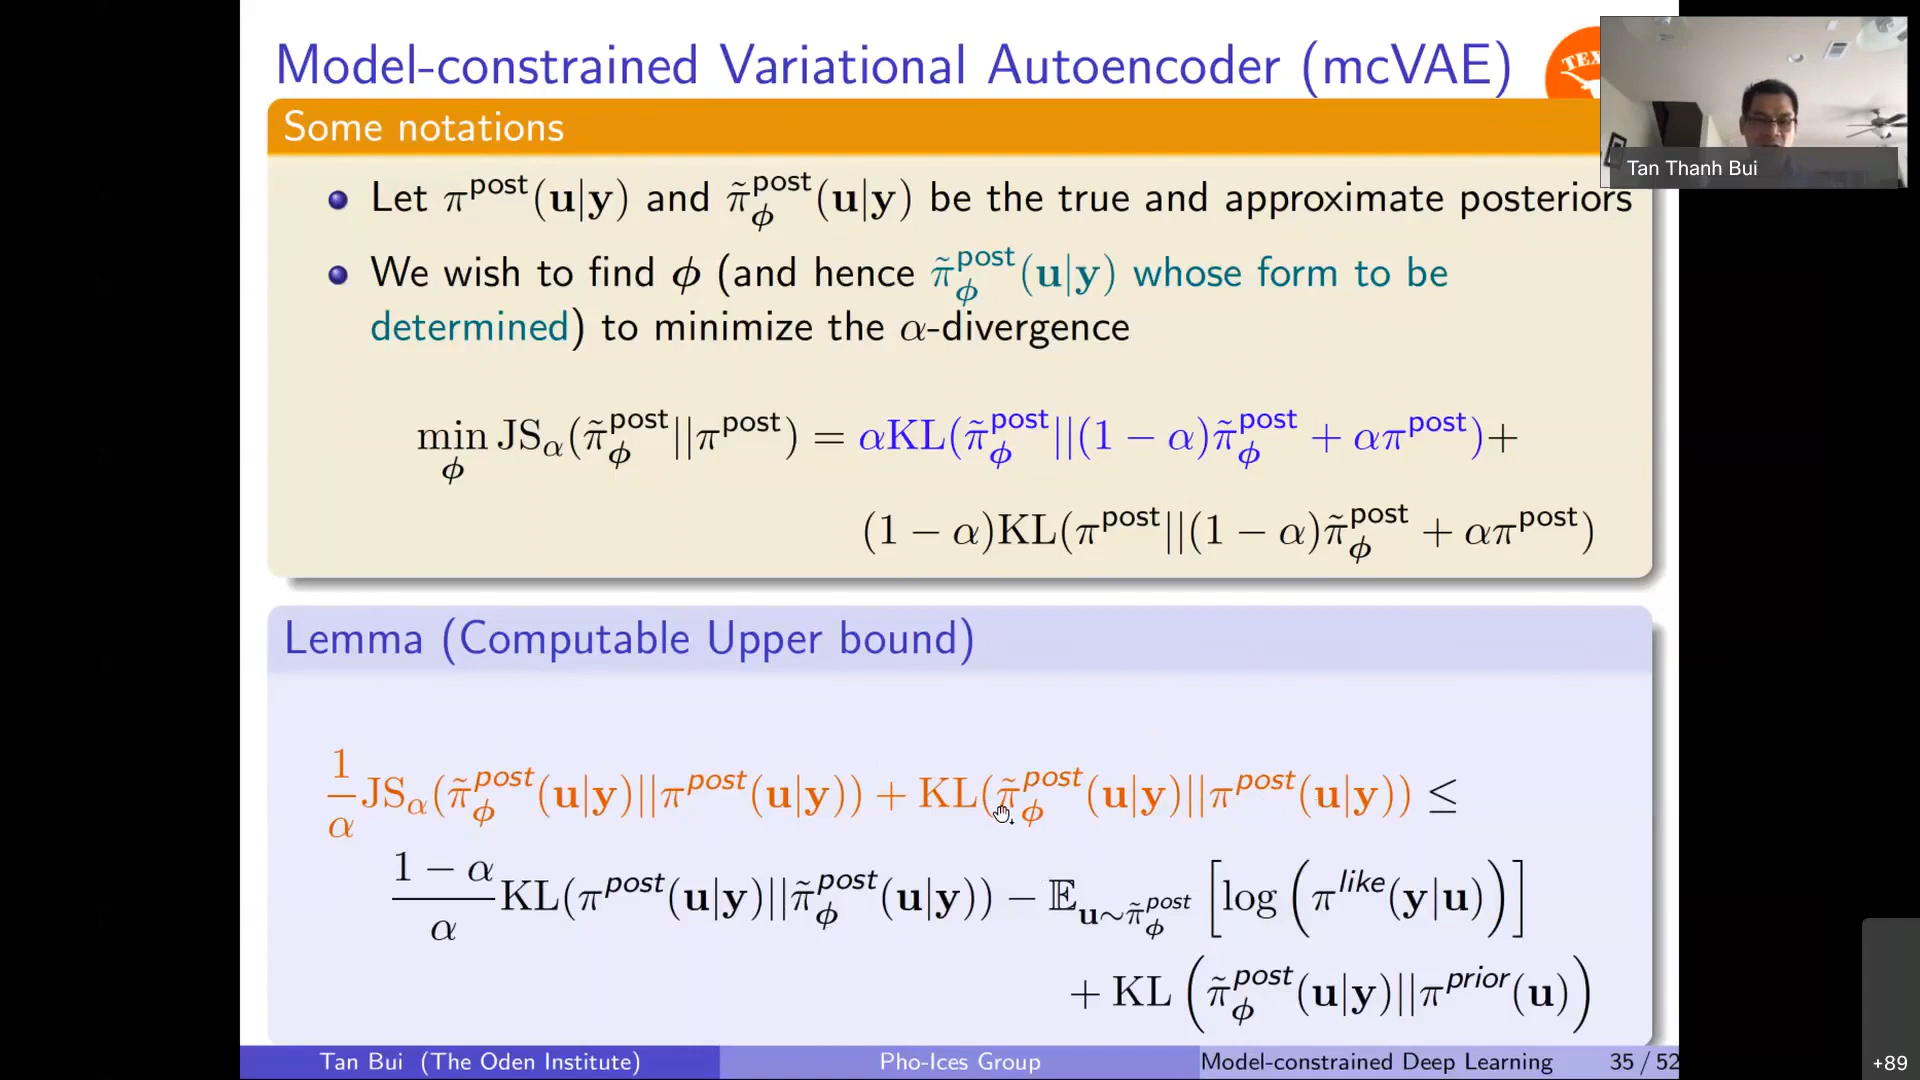 Model-constrained Variational Autoencoder (mcVAE)
TEX
Tan Thanh Bui
Some notations
Let π^post(u|y) and π̃_ϕ^post(u|y) be the true and approximate posteriors
We wish to find ϕ (and hence π̃_ϕ^post(u|y) whose form to be
determined) to minimize the α-divergence
min_ϕ JS_α(π̃_ϕ^post||π^post) = αKL(π̃_ϕ^post||(1 − α)π̃_ϕ^post + απ^post)+
(1 − α)KL(π^post||(1 − α)π̃_ϕ^post + απ^post)
Lemma (Computable Upper bound)
1/α JS_α(π̃_ϕ^post(u|y)||π^post(u|y)) + KL(π̃_ϕ^post(u|y)||π^post(u|y)) ≤
(1 − α)/α KL(π^post(u|y)||π̃_ϕ^post(u|y)) − 𝔼_{u∼π̃_ϕ^post} [log (π^like(y|u))]
+ KL (π̃_ϕ^post(u|y)||π^prior(u))
Tan Bui (The Oden Institute) Pho-Ices Group Model-constrained Deep Learning 35 / 52
+89